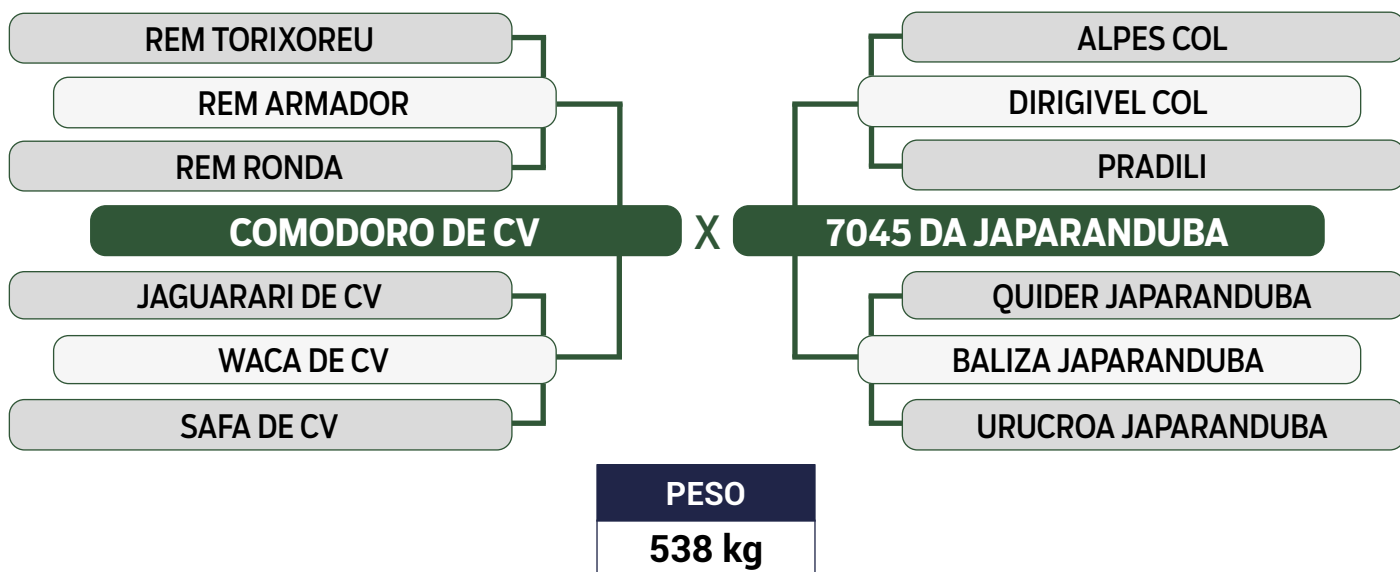 REM TORIXOREU
REM ARMADOR
REM RONDA
COMODORO DE CV
JAGUARARI DE CV
WACA DE CV
SAFA DE CV
X
ALPES COL
DIRIGIVEL COL
PRADILI
7045 DA JAPARANDUBA
QUIDER JAPARANDUBA
BALIZA JAPARANDUBA
URUCROA JAPARANDUBA
PESO
538 kg